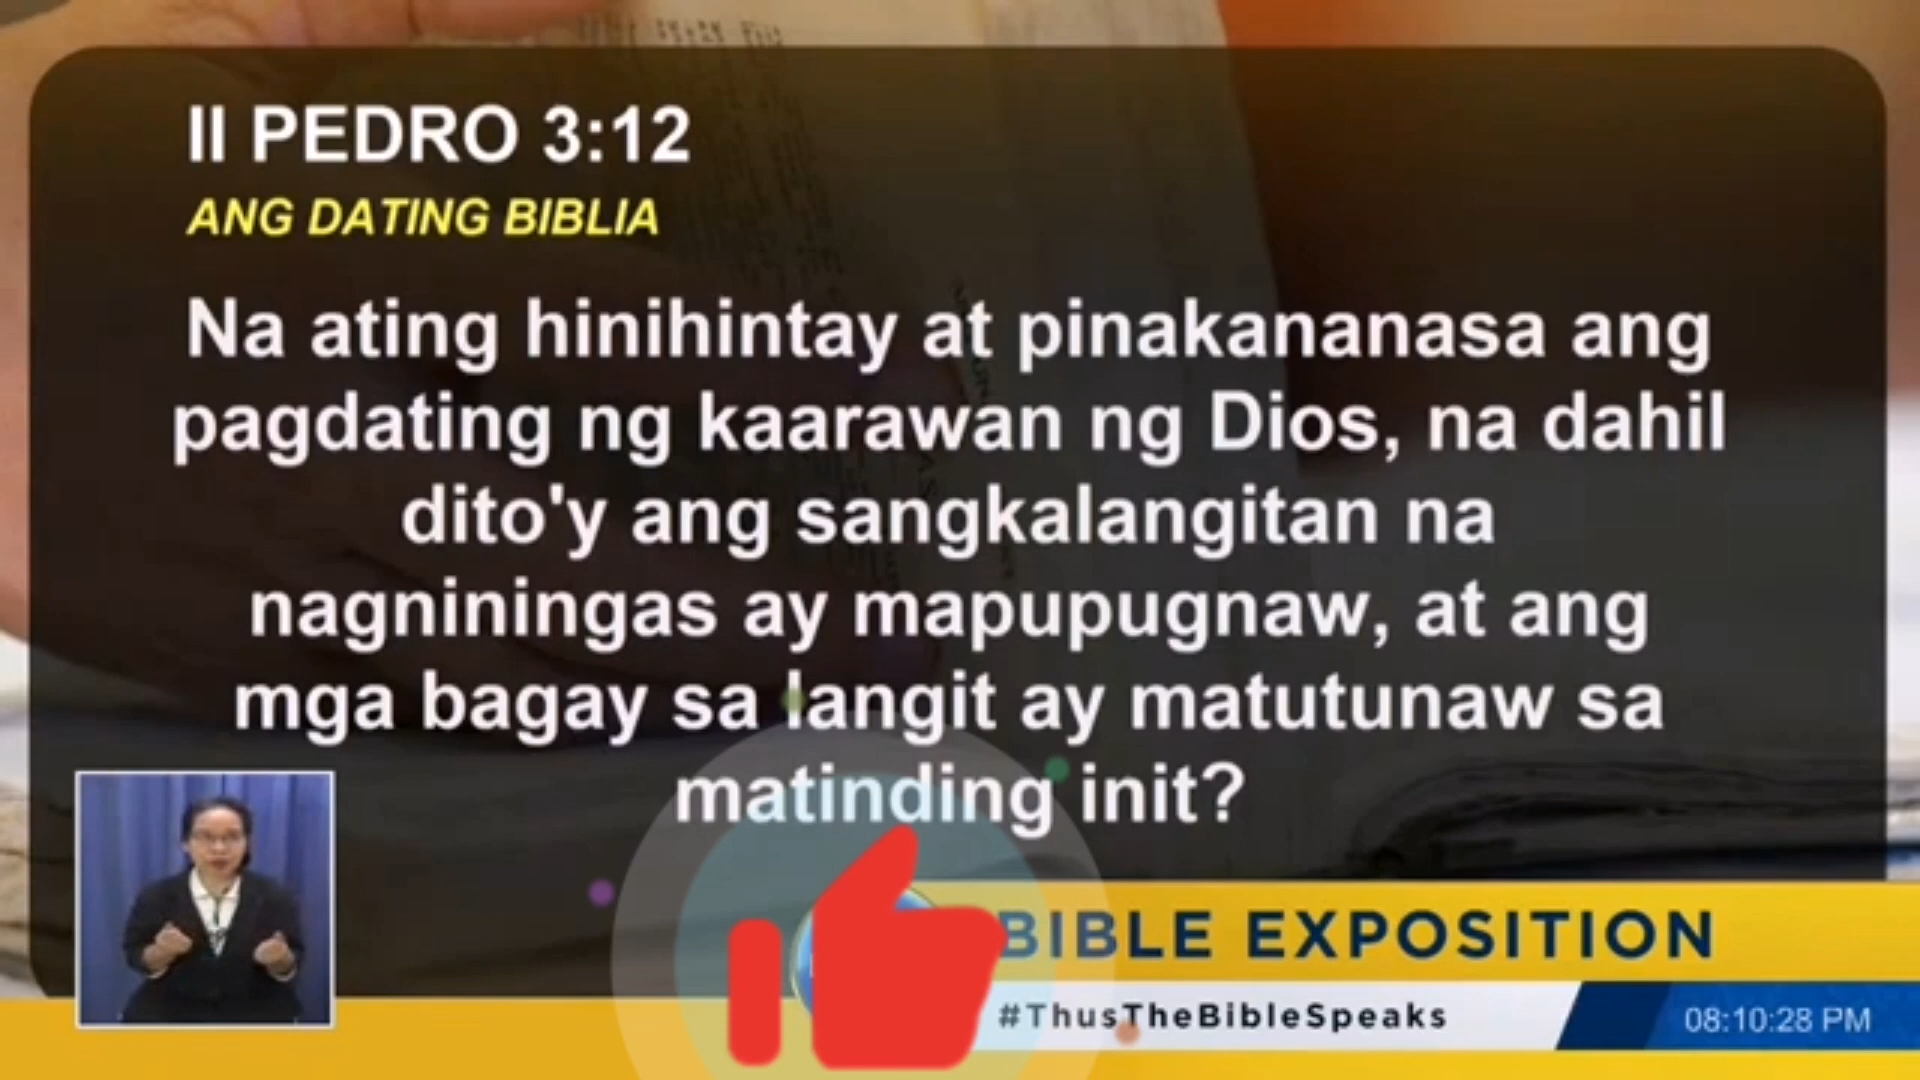 II PEDRO 3:12
ANG DATING BIBLIA
Na ating hinihintay at pinakananasa ang
pagdating ng kaarawan ng Dios, na dahil
dito'y ang sangkalangitan na
nagniningas ay mapupugnaw, at ang
mga bagay sa langit ay matutunaw sa
matinding init?
BIBLE EXPOSITION
#ThusTheBibleSpeaks
08:10:28 PM